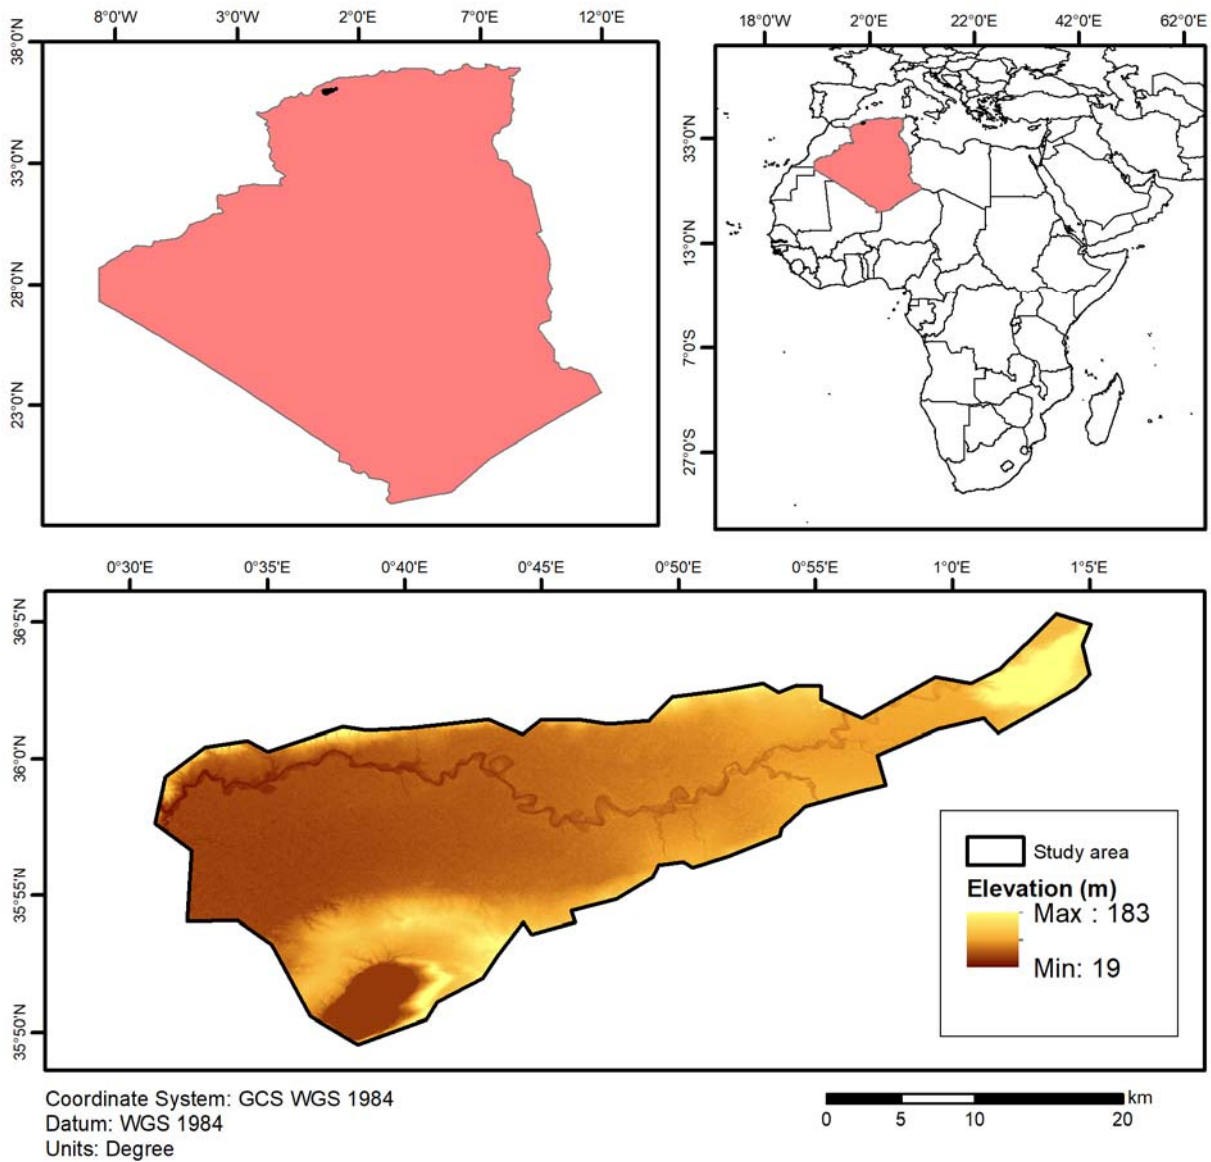 8°0'W 3°0'W 2°0'E 7°0'E 12°0'E
38°0'N
33°0'N
28°0'N
23°0'N
18°0'W 2°0'E 22°0'E 42°0'E 62°0'E
33°0'N
13°0'N
7°0'S
27°0'S
0°30'E 0°35'E 0°40'E 0°45'E 0°50'E 0°55'E 1°0'E 1°5'E
36°5'N
36°0'N
35°55'N
35°50'N
Study area
Elevation (m)
Max : 183
Min: 19
Coordinate System: GCS WGS 1984
Datum: WGS 1984
Units: Degree
km
0 5 10 20